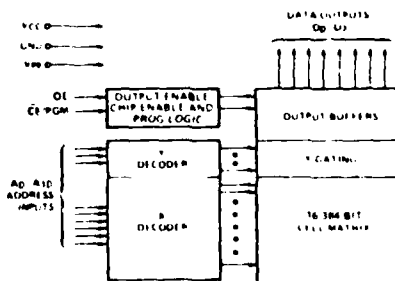 DATA OUTPUTS
VCC
GND
VPP
OE
CE/PGM
OUTPUT ENABLE
CHIP ENABLE AND
PROG LOGIC
OUTPUT BUFFERS
Y
DECODER
Y GATING
ADDRESS
INPUTS
X
DECODER
16 384 BIT
CELL MATRIX